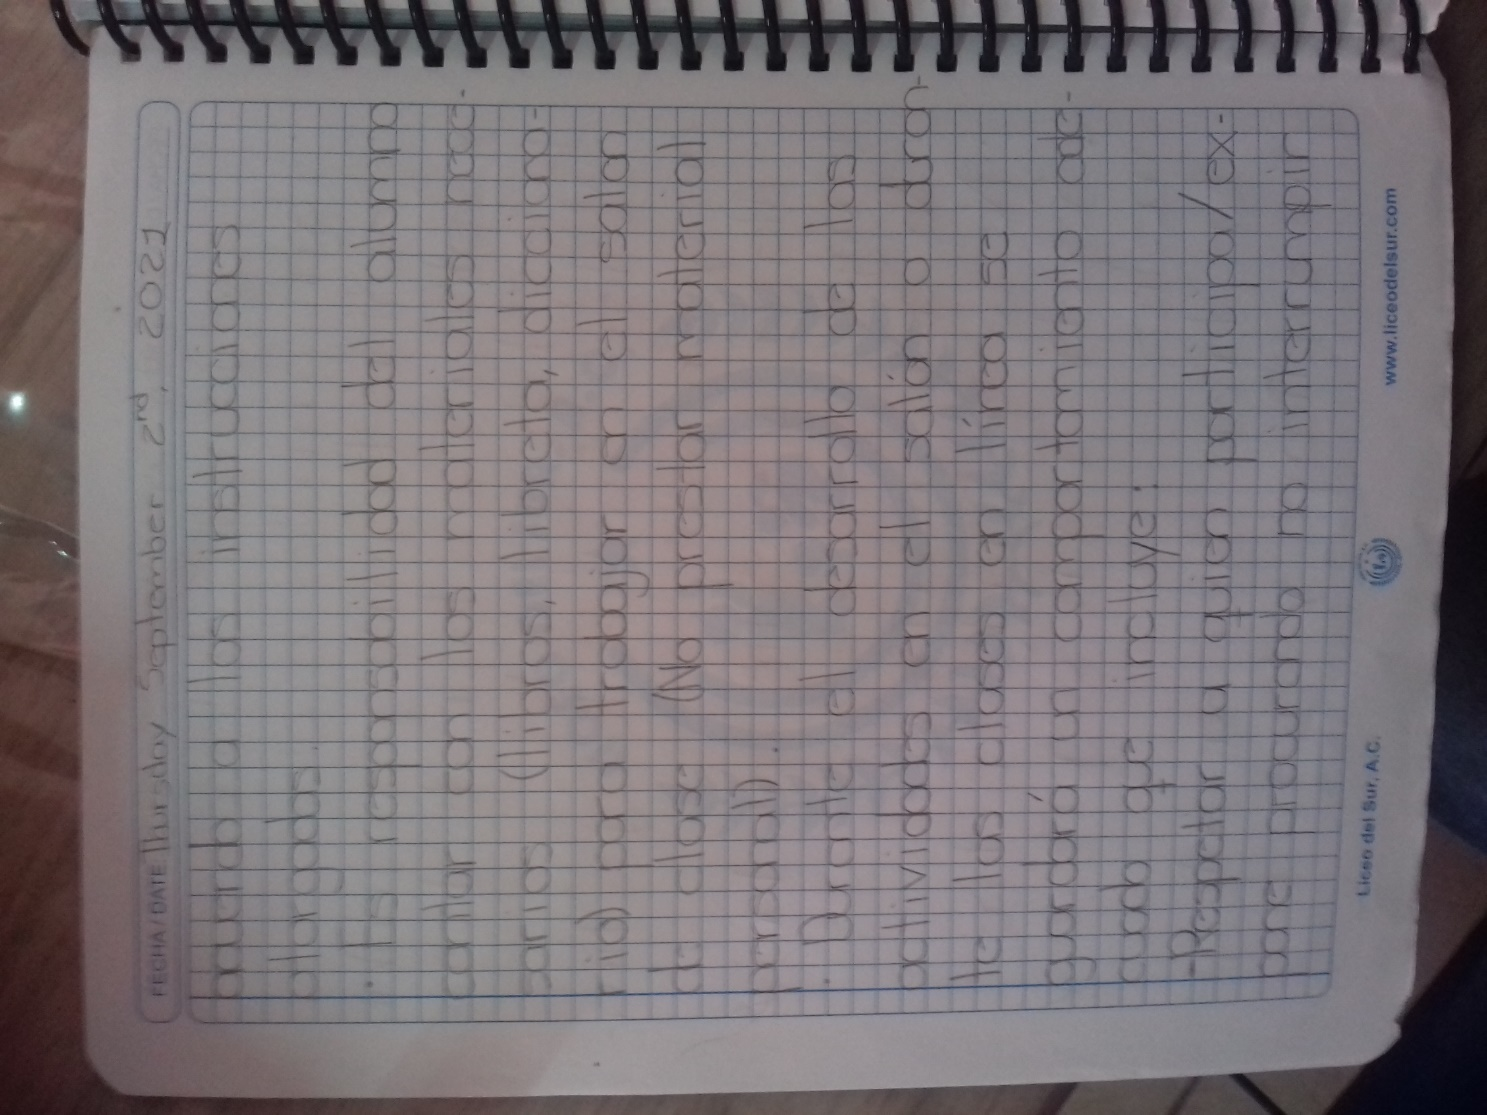 FECHA/DATE Thursday September 2nd, 2021
acuerdo a las instrucciones
otorgadas.
· Es responsabilidad del alumno
contar con los materiales nece-
sarios (libros, libreta, dicciona-
rio) para trabajar en el salon
de clase (No prestar material
personal).
· Durante el desarrollo de las
actividades en el salón o duran-
te las clases en línea se
guardará un comportamiento ade-
cuado que incluye:
-Respetar a quien participa/ex-
pone procurando no interrumpir
Liceo del Sur, A.C.
www.liceodelsur.com